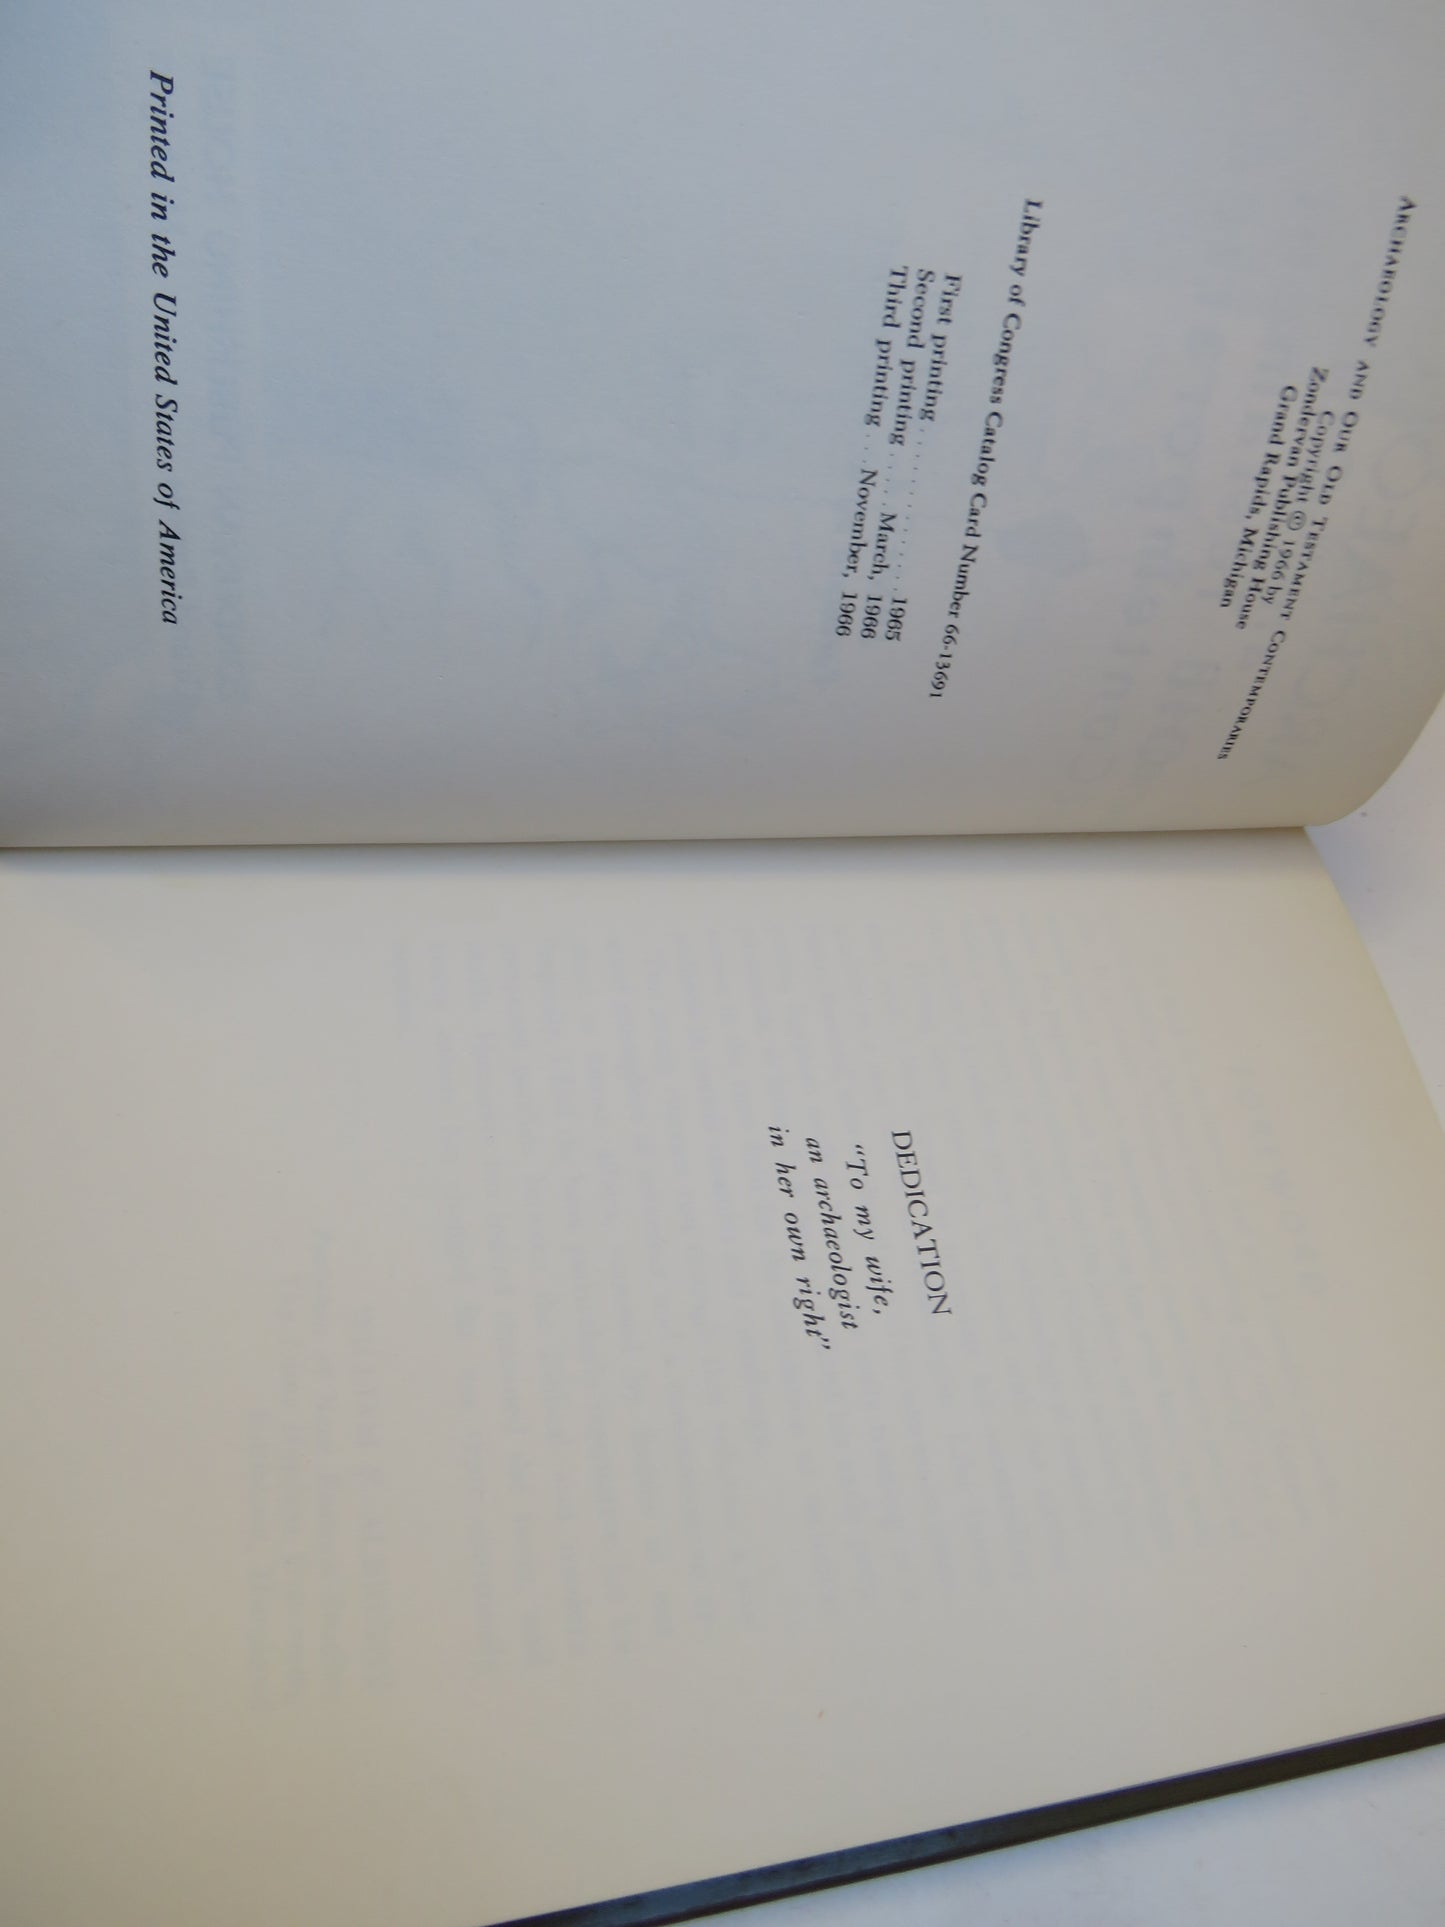 ARCHAEOLOGY AND OUR OLD TESTAMENT CONTEMPORARIES
Copyright © 1966 by
Zondervan Publishing House
Grand Rapids, Michigan
Library of Congress Catalog Card Number 66-13691
First printing . . . . . . . . . . . . 1965
Second printing . . . . . March, 1966
Third printing . . . November, 1966
Printed in the United States of America
DEDICATION
“To my wife,
an archaeologist
in her own right”